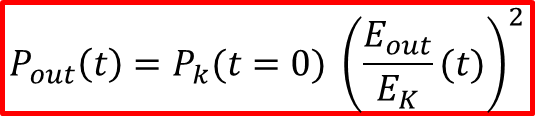 P_out(t) = P_k(t = 0) (E_out/E_K (t))^2